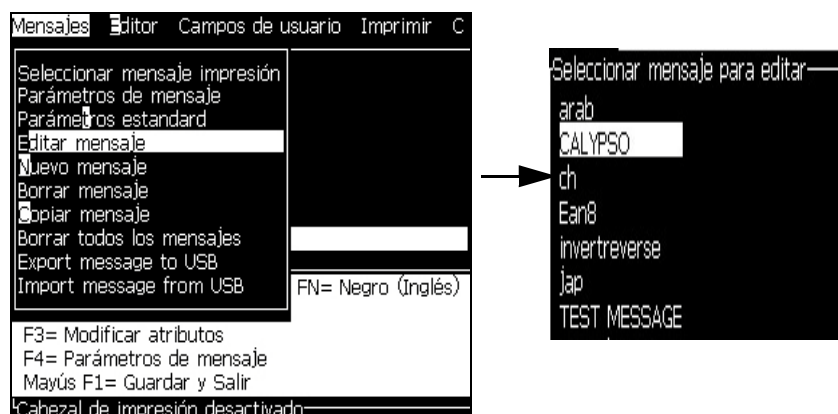 Mensajes Editor Campos de usuario Imprimir C
Seleccionar mensaje impresión
Parámetros de mensaje
Parámetros estandard
Editar mensaje
Nuevo mensaje
Borrar mensaje
Copiar mensaje
Borrar todos los mensajes
Export message to USB
Import message from USB
FN= Negro (Inglés)
F3= Modificar atributos
F4= Parámetros de mensaje
Mayús F1= Guardar y Salir
Cabezal de impresión desactivado
Seleccionar mensaje para editar
arab
CALYPSO
ch
Ean8
invertreverse
jap
TEST MESSAGE